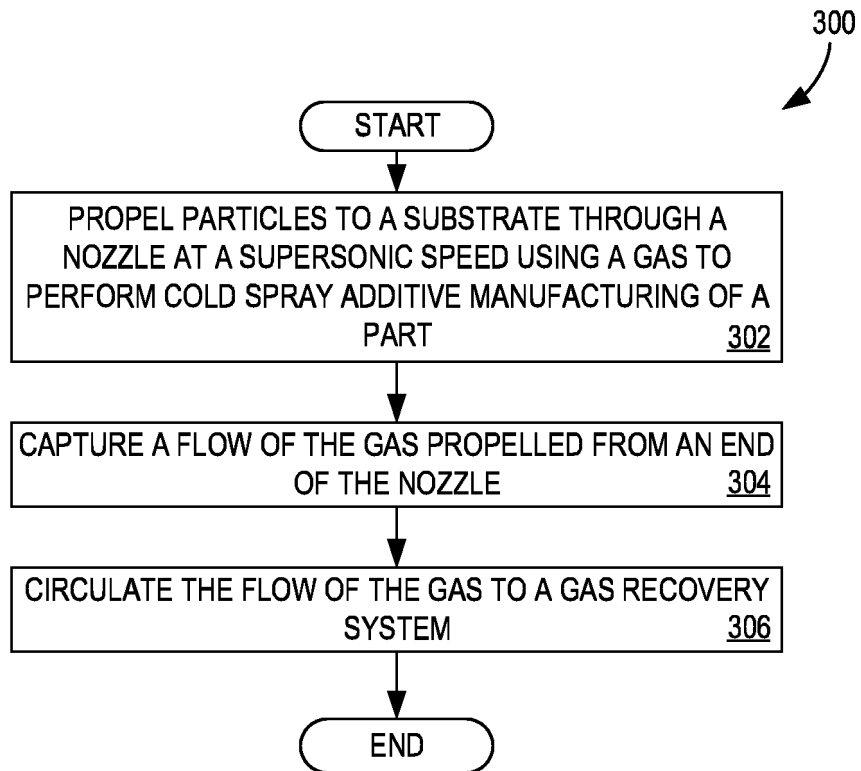 300
START
PROPEL PARTICLES TO A SUBSTRATE THROUGH A
NOZZLE AT A SUPERSONIC SPEED USING A GAS TO
PERFORM COLD SPRAY ADDITIVE MANUFACTURING OF A
PART 302
CAPTURE A FLOW OF THE GAS PROPELLED FROM AN END
OF THE NOZZLE 304
CIRCULATE THE FLOW OF THE GAS TO A GAS RECOVERY
SYSTEM 306
END